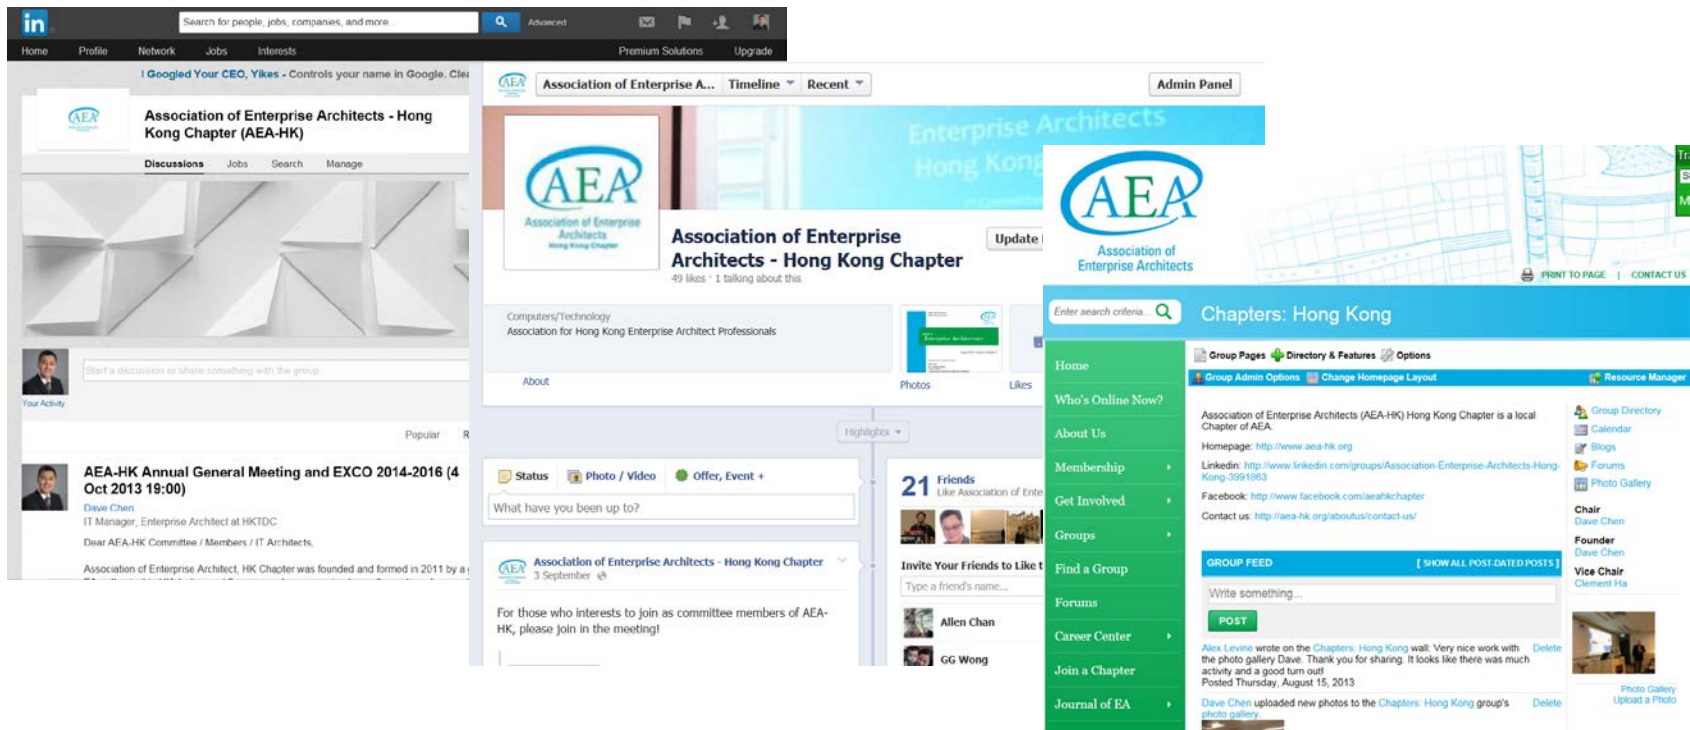 in
Search for people, jobs, companies, and more...
Advanced
Home Profile Network Jobs Interests
Premium Solutions Upgrade
I Googled Your CEO, Yikes - Controls your name in Google. Clea
AEA
Association of Enterprise Architects - Hong
Kong Chapter (AEA-HK)
Discussions Jobs Search Manage
Start a discussion or share something with the group...
Your Activity
Popular R
AEA-HK Annual General Meeting and EXCO 2014-2016 (4
Oct 2013 19:00)
Dave Chen
IT Manager, Enterprise Architect at HKTDC
Dear AEA-HK Committee / Members / IT Architects,
Association of Enterprise Architect, HK Chapter was founded and formed in 2011 by a
AEA
Association of Enterprise A... Timeline Recent
Admin Panel
Enterprise Architects
Hong Kong
AEA
Association of Enterprise
Architects
Hong Kong Chapter
Association of Enterprise
Architects - Hong Kong Chapter
49 likes · 1 talking about this
Update
Computers/Technology
Association for Hong Kong Enterprise Architect Professionals
About
Photos
Likes
Highlights
Status Photo / Video Offer, Event +
What have you been up to?
AEA
Association of Enterprise Architects - Hong Kong Chapter
3 September
For those who interests to join as committee members of AEA-
HK, please join in the meeting!
21 Friends
Like Association of Ente
Invite Your Friends to Like t
Type a friend's name...
Allen Chan
GG Wong
AEA
Association of
Enterprise Architects
PRINT TO PAGE | CONTACT US
Enter search criteria...
Chapters: Hong Kong
Home
Who's Online Now?
About Us
Membership
Get Involved
Groups
Find a Group
Forums
Career Center
Join a Chapter
Journal of EA
Group Pages Directory & Features Options
Group Admin Options Change Homepage Layout Resource Manager
Association of Enterprise Architects (AEA-HK) Hong Kong Chapter is a local
Chapter of AEA.
Homepage: http://www.aea-hk.org
Linkedin: http://www.linkedin.com/groups/Association-Enterprise-Architects-Hong-
Kong-3991863
Facebook: http://www.facebook.com/aeahkchapter
Contact us: http://aea-hk.org/aboutus/contact-us/
Group Directory
Calendar
Blogs
Forums
Photo Gallery
Chair
Dave Chen
Founder
Dave Chen
Vice Chair
Clement Ha
GROUP FEED [ SHOW ALL POST-DATED POSTS ]
Write something...
POST
Alex Levine wrote on the Chapters: Hong Kong wall: Very nice work with Delete
the photo gallery Dave. Thank you for sharing. It looks like there was much
activity and a good turn out!
Posted Thursday, August 15, 2013
Dave Chen uploaded new photos to the Chapters: Hong Kong group's Delete
photo gallery.
Photo Gallery
Upload a Photo